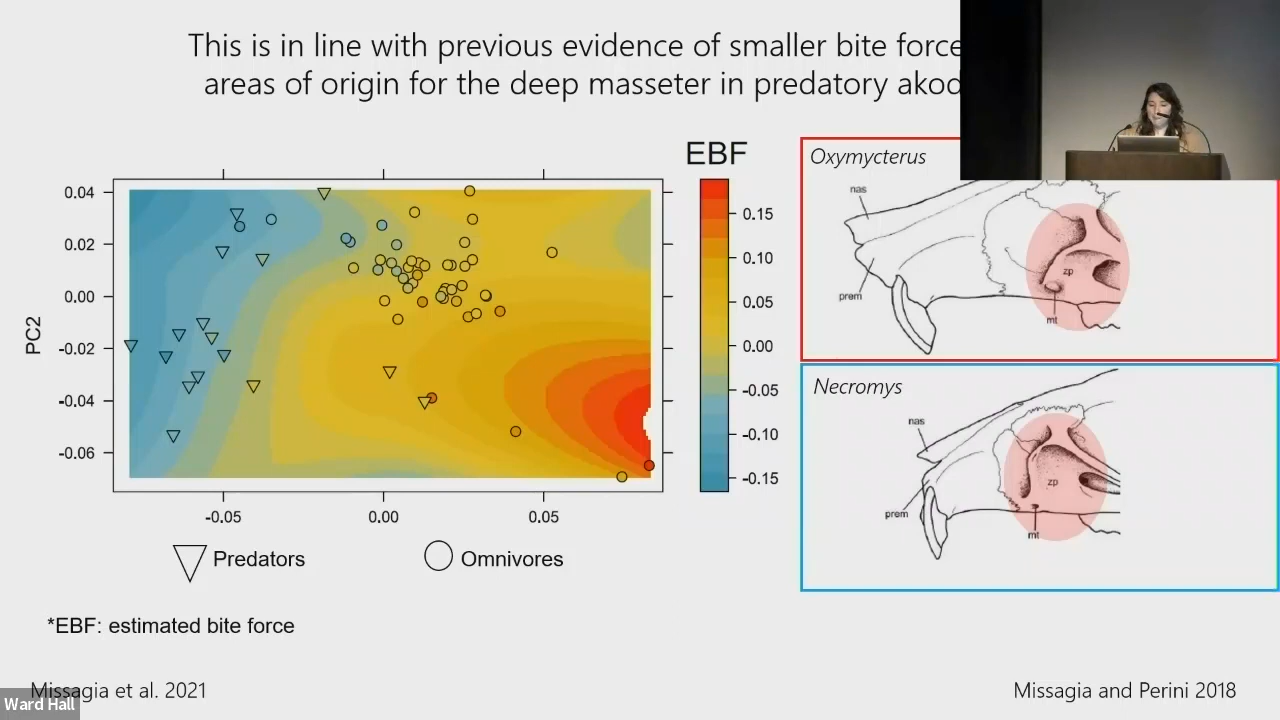 This is in line with previous evidence of smaller bite force
areas of origin for the deep masseter in predatory akod
EBF
0.04
0.02
0.00
-0.02
-0.04
-0.06
PC2
-0.05
0.00
0.05
0.15
0.10
0.05
0.00
-0.05
-0.10
-0.15
Predators
Omnivores
*EBF: estimated bite force
Oxymycterus
nas
zp
prem
mt
Necromys
nas
zp
prem
mt
Missagia et al. 2021
Missagia and Perini 2018
Ward Hall